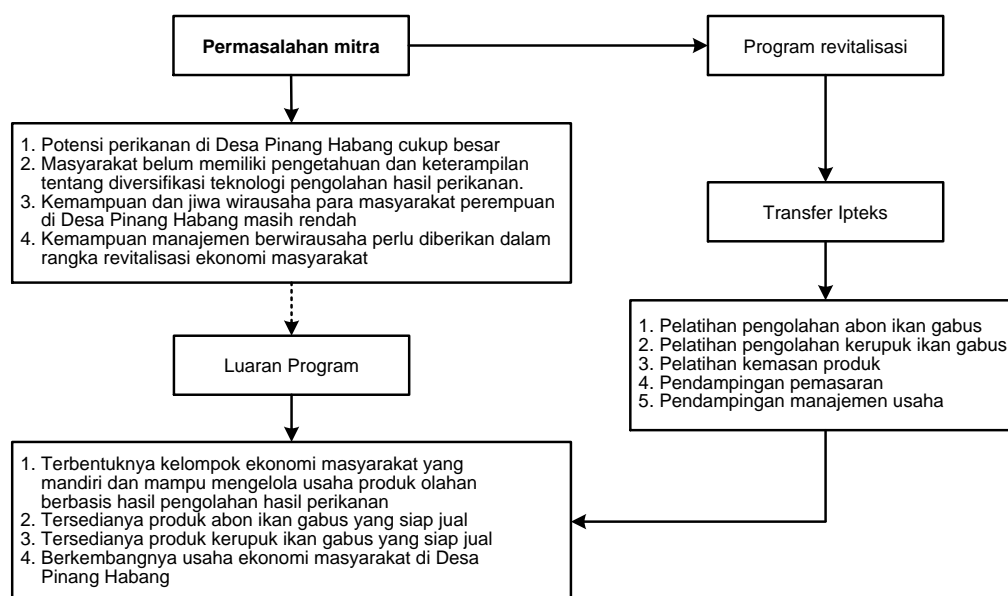 Permasalahan mitra
Program revitalisasi
1. Potensi perikanan di Desa Pinang Habang cukup besar
2. Masyarakat belum memiliki pengetahuan dan keterampilan
tentang diversifikasi teknologi pengolahan hasil perikanan.
3. Kemampuan dan jiwa wirausaha para masyarakat perempuan
di Desa Pinang Habang masih rendah
4. Kemampuan manajemen berwirausaha perlu diberikan dalam
rangka revitalisasi ekonomi masyarakat
Transfer Ipteks
Luaran Program
1. Pelatihan pengolahan abon ikan gabus
2. Pelatihan pengolahan kerupuk ikan gabus
3. Pelatihan kemasan produk
4. Pendampingan pemasaran
5. Pendampingan manajemen usaha
1. Terbentuknya kelompok ekonomi masyarakat yang
mandiri dan mampu mengelola usaha produk olahan
berbasis hasil pengolahan hasil perikanan
2. Tersedianya produk abon ikan gabus yang siap jual
3. Tersedianya produk kerupuk ikan gabus yang siap jual
4. Berkembangnya usaha ekonomi masyarakat di Desa
Pinang Habang